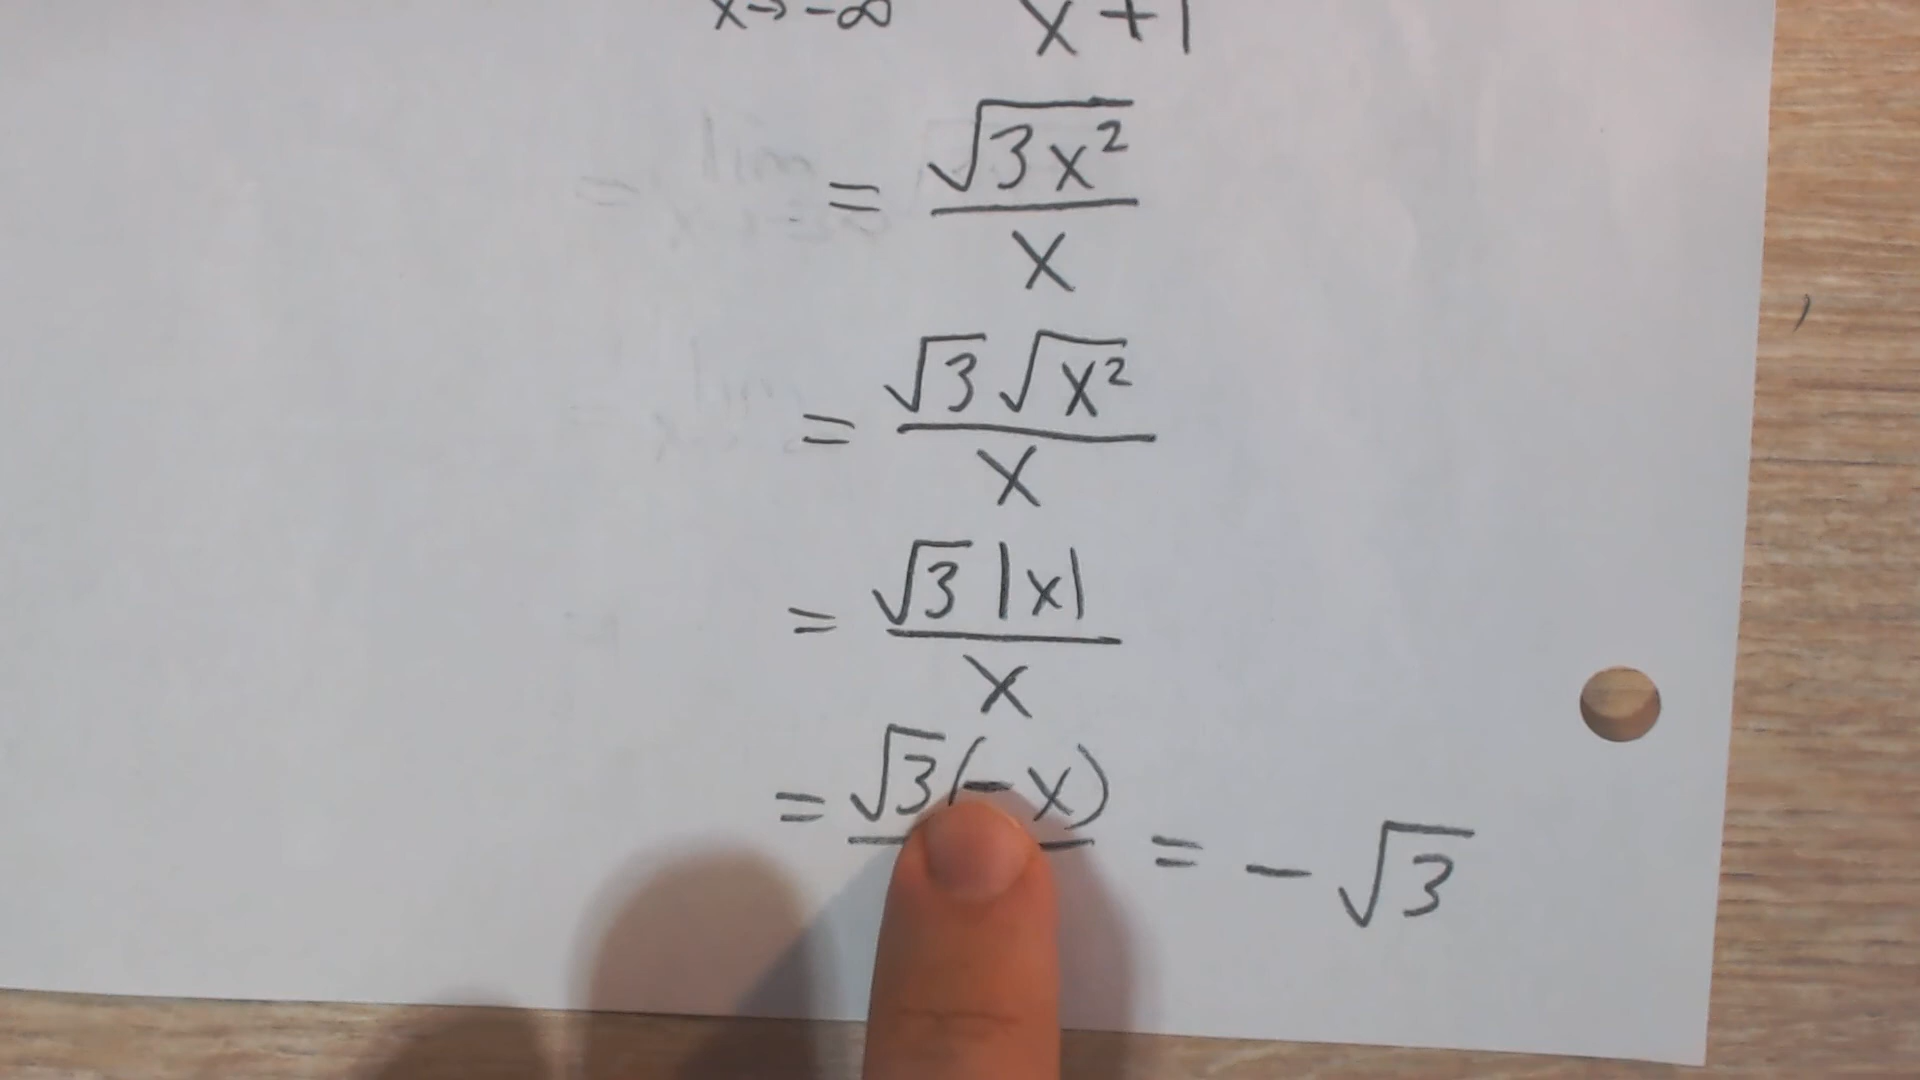 x→-∞ x+1
= √(3x²) / x
= √3 √(x²) / x
= √3 |x| / x
= √3 (-x) = -√3